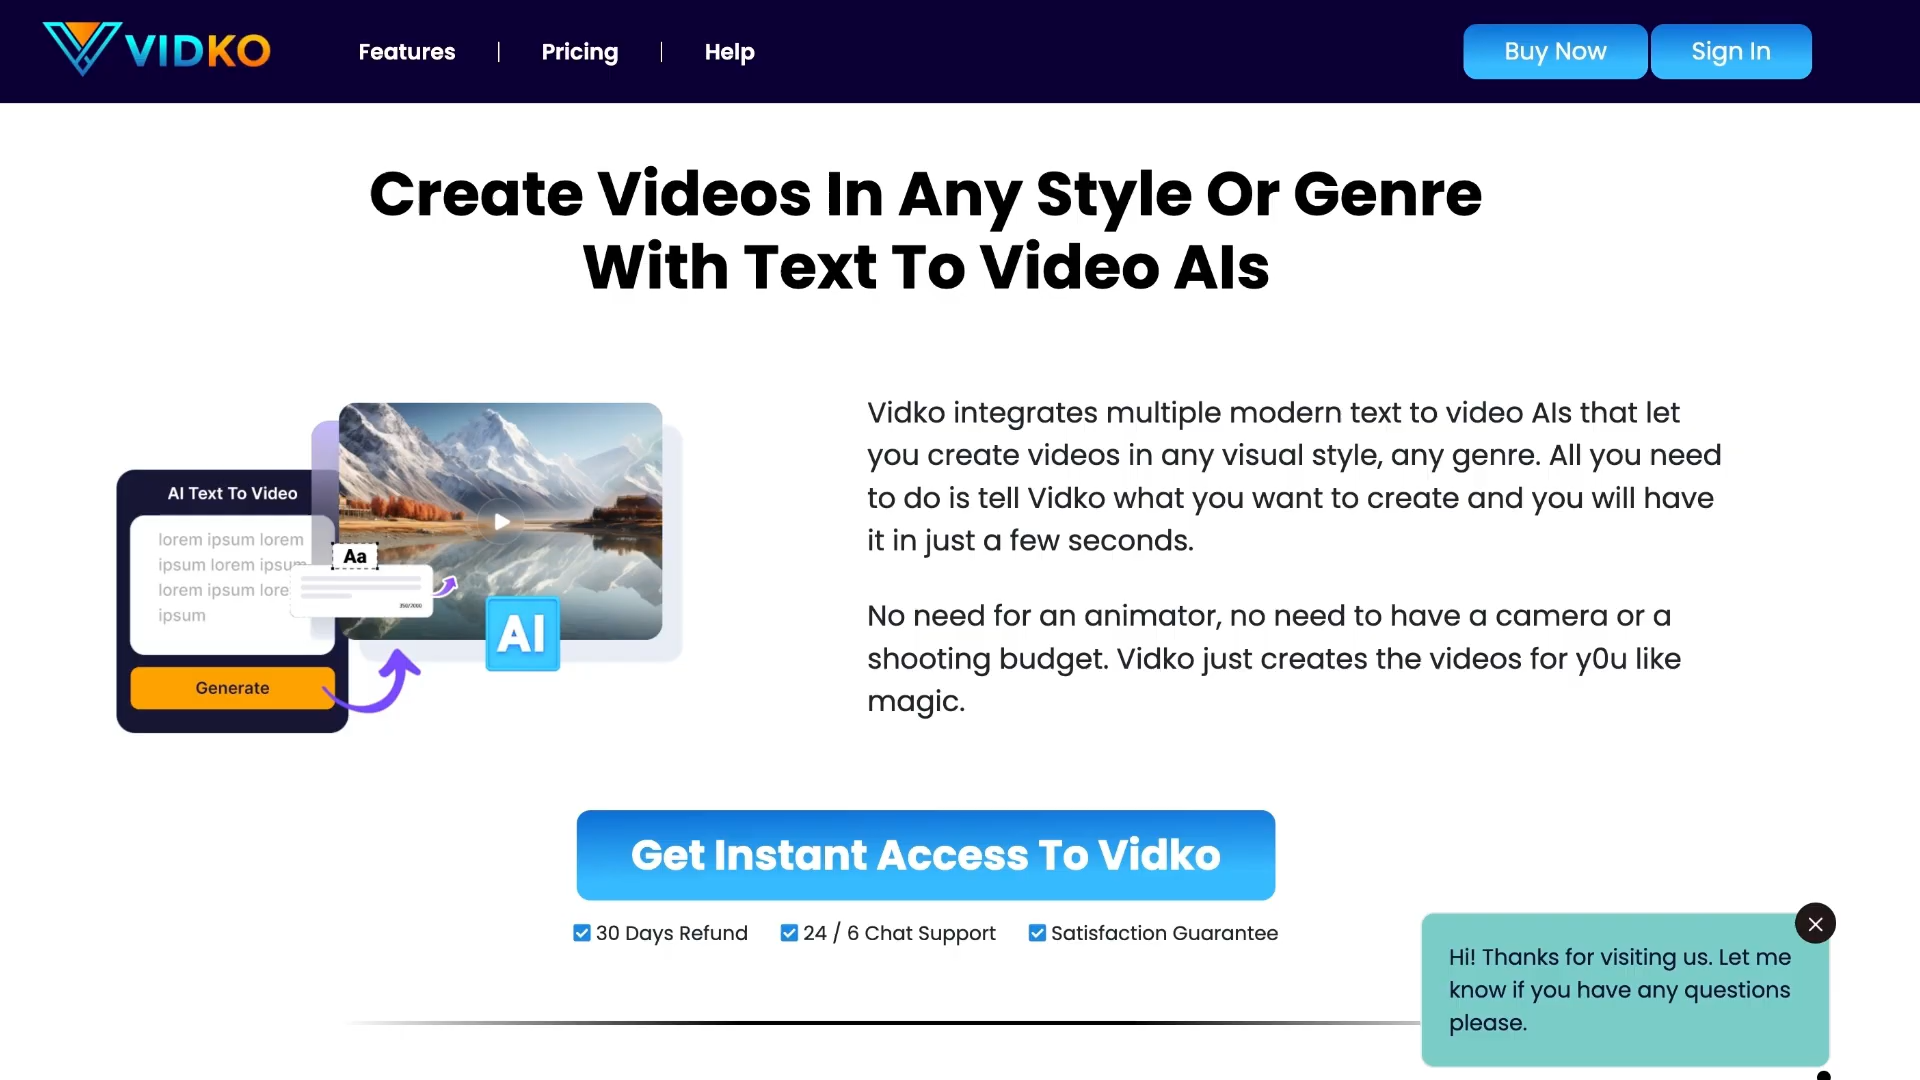 VIDKO
Features
Pricing
Help
Buy Now
Sign In
Create Videos In Any Style Or Genre
With Text To Video AIs
AI Text To Video
lorem ipsum lorem
ipsum lorem ipsum
lorem ipsum lore
ipsum
Aa
350/2000
AI
Generate
Vidko integrates multiple modern text to video AIs that let
you create videos in any visual style, any genre. All you need
to do is tell Vidko what you want to create and you will have
it in just a few seconds.
No need for an animator, no need to have a camera or a
shooting budget. Vidko just creates the videos for y0u like
magic.
Get Instant Access To Vidko
30 Days Refund
24 / 6 Chat Support
Satisfaction Guarantee
Hi! Thanks for visiting us. Let me
know if you have any questions
please.